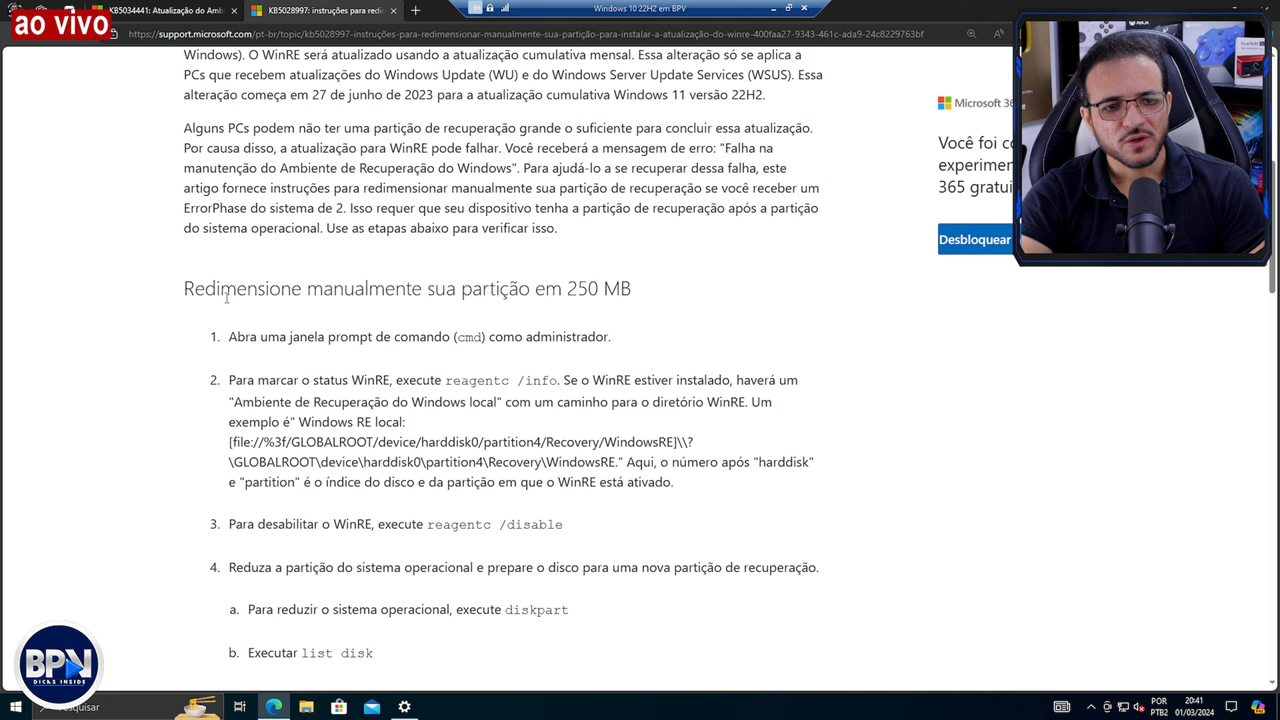 KB5034441: Atualização do Amb
KB5028997: instruções para redi
Windows 10 22H2 em BPV
ao vivo
https://support.microsoft.com/pt-br/topic/kb5028997-instruções-para-redimensionar-manualmente-sua-partição-para-instalar-a-atualização-do-winre-400faa27-9343-461c-ada9-24c8229763bf
Windows). O WinRE será atualizado usando a atualização cumulativa mensal. Essa alteração só se aplica a
PCs que recebem atualizações do Windows Update (WU) e do Windows Server Update Services (WSUS). Essa
alteração começa em 27 de junho de 2023 para a atualização cumulativa Windows 11 versão 22H2.
Alguns PCs podem não ter uma partição de recuperação grande o suficiente para concluir essa atualização.
Por causa disso, a atualização para WinRE pode falhar. Você receberá a mensagem de erro: "Falha na
manutenção do Ambiente de Recuperação do Windows". Para ajudá-lo a se recuperar dessa falha, este
artigo fornece instruções para redimensionar manualmente sua partição de recuperação se você receber um
ErrorPhase do sistema de 2. Isso requer que seu dispositivo tenha a partição de recuperação após a partição
do sistema operacional. Use as etapas abaixo para verificar isso.
Redimensione manualmente sua partição em 250 MB
1. Abra uma janela prompt de comando (cmd) como administrador.
2. Para marcar o status WinRE, execute reagentc /info. Se o WinRE estiver instalado, haverá um
"Ambiente de Recuperação do Windows local" com um caminho para o diretório WinRE. Um
exemplo é" Windows RE local:
[file://%3f/GLOBALROOT/device/harddisk0/partition4/Recovery/WindowsRE]\\?
\GLOBALROOT\device\harddisk0\partition4\Recovery\WindowsRE." Aqui, o número após "harddisk"
e "partition" é o índice do disco e da partição em que o WinRE está ativado.
3. Para desabilitar o WinRE, execute reagentc /disable
4. Reduza a partição do sistema operacional e prepare o disco para uma nova partição de recuperação.
a. Para reduzir o sistema operacional, execute diskpart
b. Executar list disk
Microsoft 36
Você foi co
experimen
365 gratui
Desbloquear
BPV
DICAS INSIDE
POR
PTB2
20:41
01/03/2024